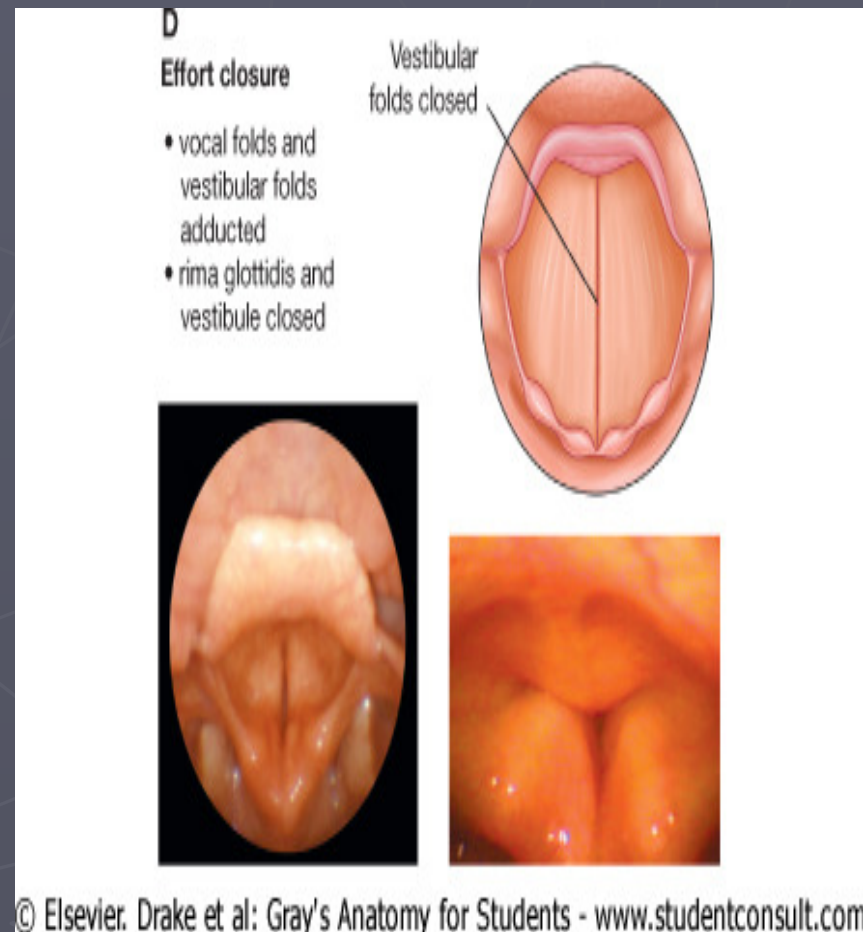 D
Effort closure
• vocal folds and
vestibular folds
adducted
• rima glottidis and
vestibule closed
Vestibular
folds closed
© Elsevier. Drake et al: Gray's Anatomy for Students - www.studentconsult.com